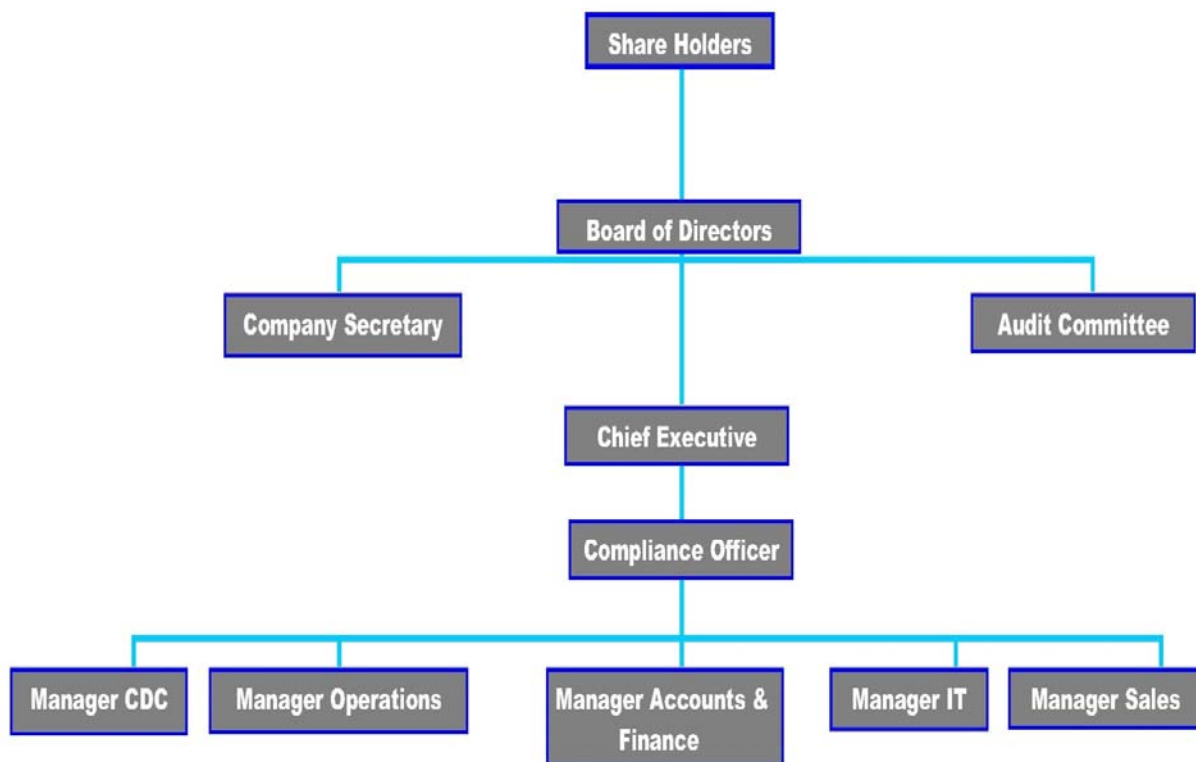 Share Holders
Board of Directors
Company Secretary
Audit Committee
Chief Executive
Compliance Officer
Manager CDC
Manager Operations
Manager Accounts &
Finance
Manager IT
Manager Sales